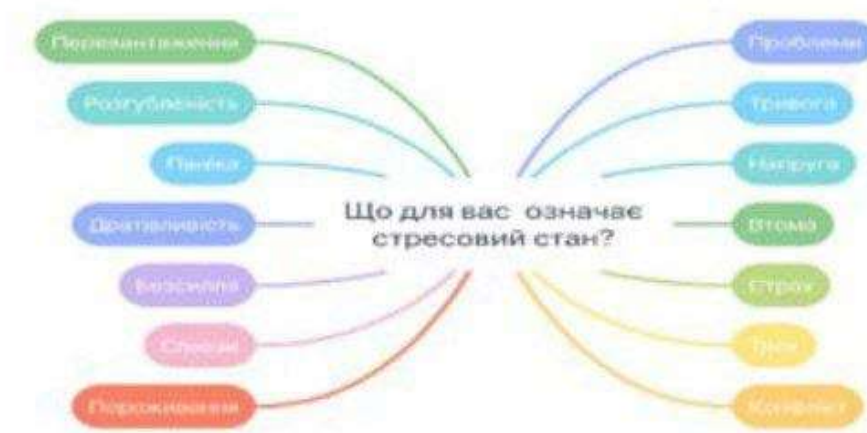 Перевантаження
Розгубленість
Паніка
Дратівливість
Безсилля
Сльози
Переживання
Що для вас означає
стресовий стан?
Проблеми
Тривога
Напруга
Втома
Страх
Конфлікт